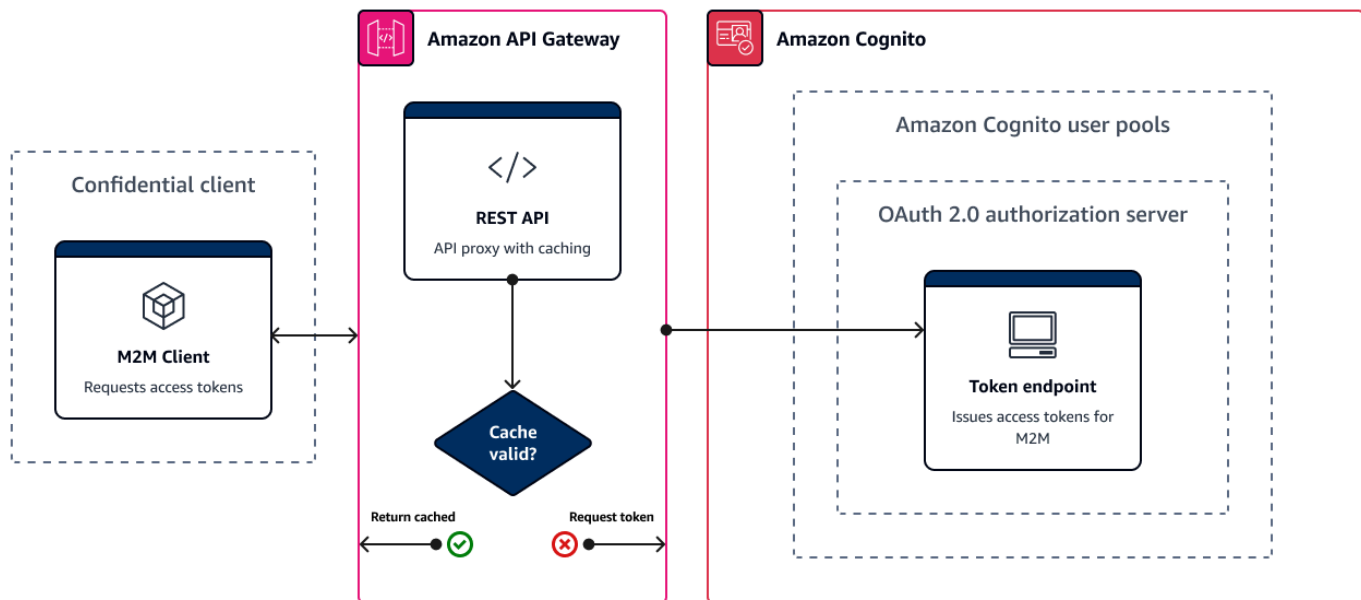 Amazon API Gateway
Amazon Cognito
Confidential client
M2M Client
Requests access tokens
</>
REST API
API proxy with caching
Cache
valid?
Return cached
Request token
Amazon Cognito user pools
OAuth 2.0 authorization server
Token endpoint
Issues access tokens for
M2M